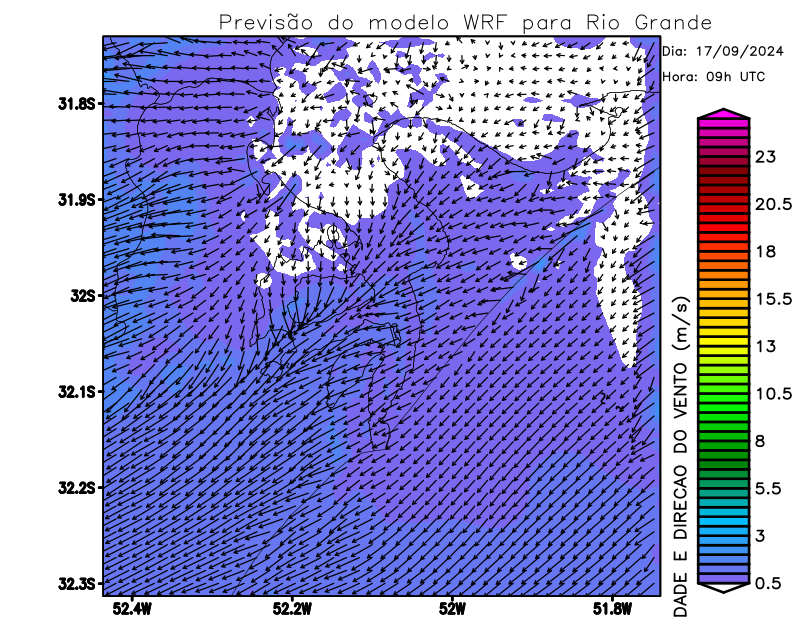 Previsão do modelo WRF para Rio Grande
Dia: 17/09/2024
Hora: 09h UTC
31.8S
31.9S
32S
32.1S
32.2S
32.3S
52.4W
52.2W
52W
51.8W
23
20.5
18
15.5
13
10.5
8
5.5
3
0.5
DADE E DIRECAO DO VENTO (m/s)